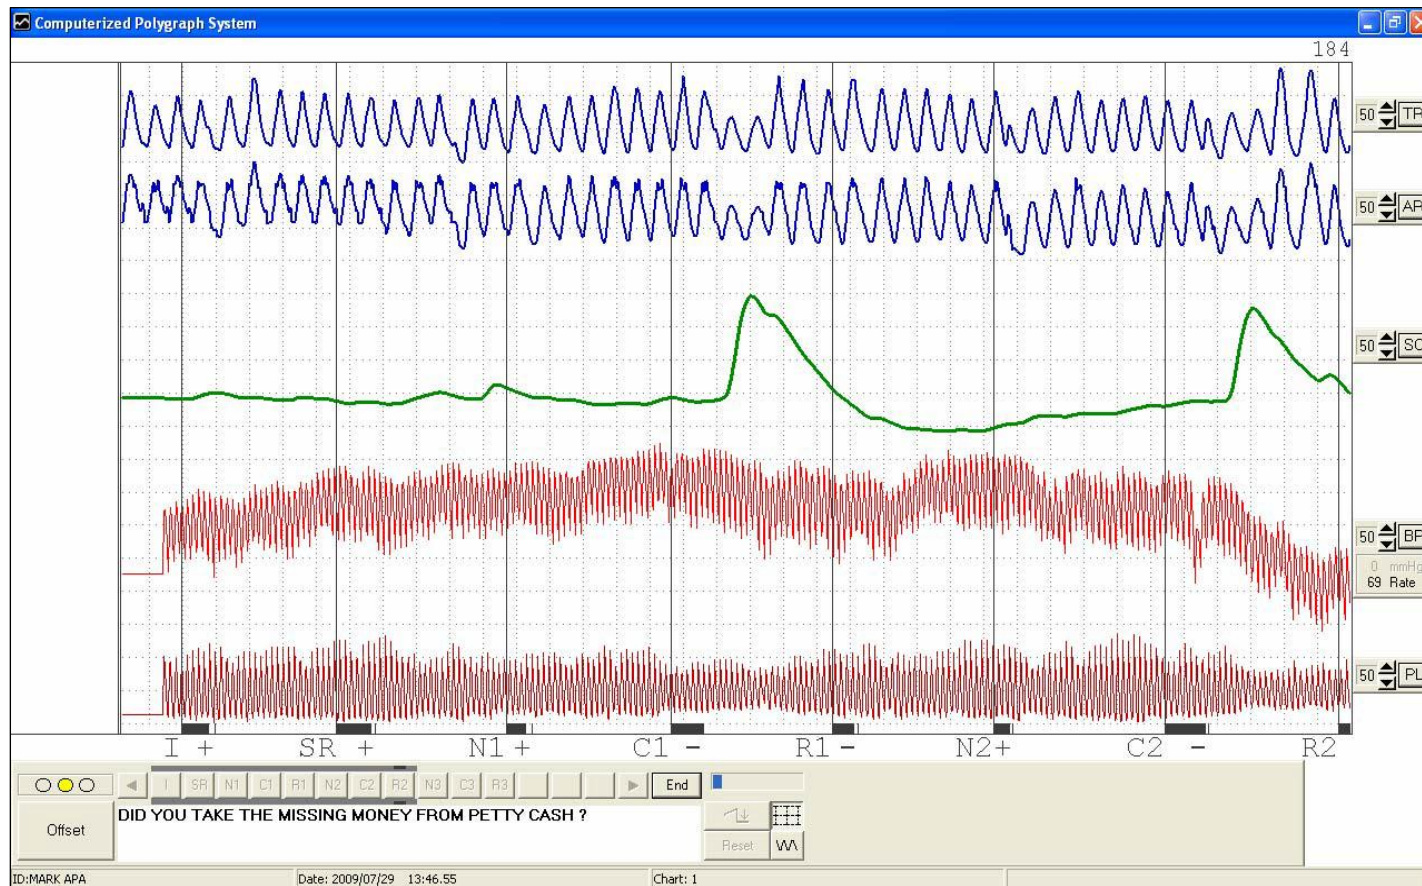 Computerized Polygraph System
184
50 TR
50 AR
50 SC
50 BP
0 mmHg
69 Rate
50 PL
I + SR + N1+ C1 - R1- N2+ C2 - R2
I SR N1 C1 R1 N2 C2 R2 N3 C3 R3 End
DID YOU TAKE THE MISSING MONEY FROM PETTY CASH ?
Offset
Reset
ID:MARK APA Date: 2009/07/29 13:46.55 Chart: 1